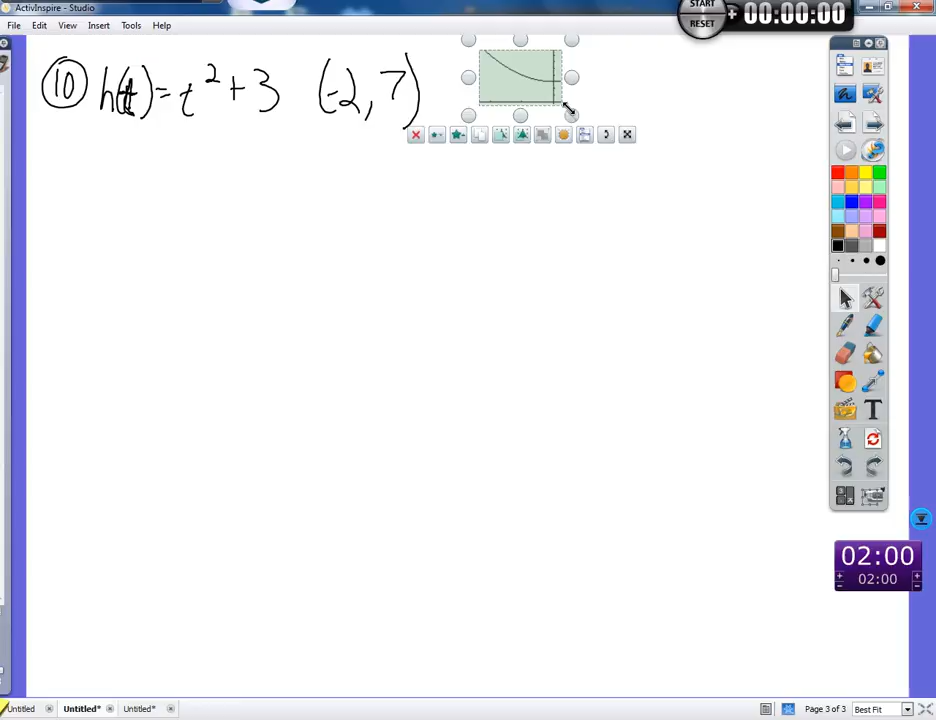 ActivInspire - Studio
START
RESET
00:00:00
File Edit View Insert Tools Help
⑩ h(t) = t² + 3 (-2, 7)
02:00
02:00
Untitled Untitled* Untitled* Page 3 of 3 Best Fit